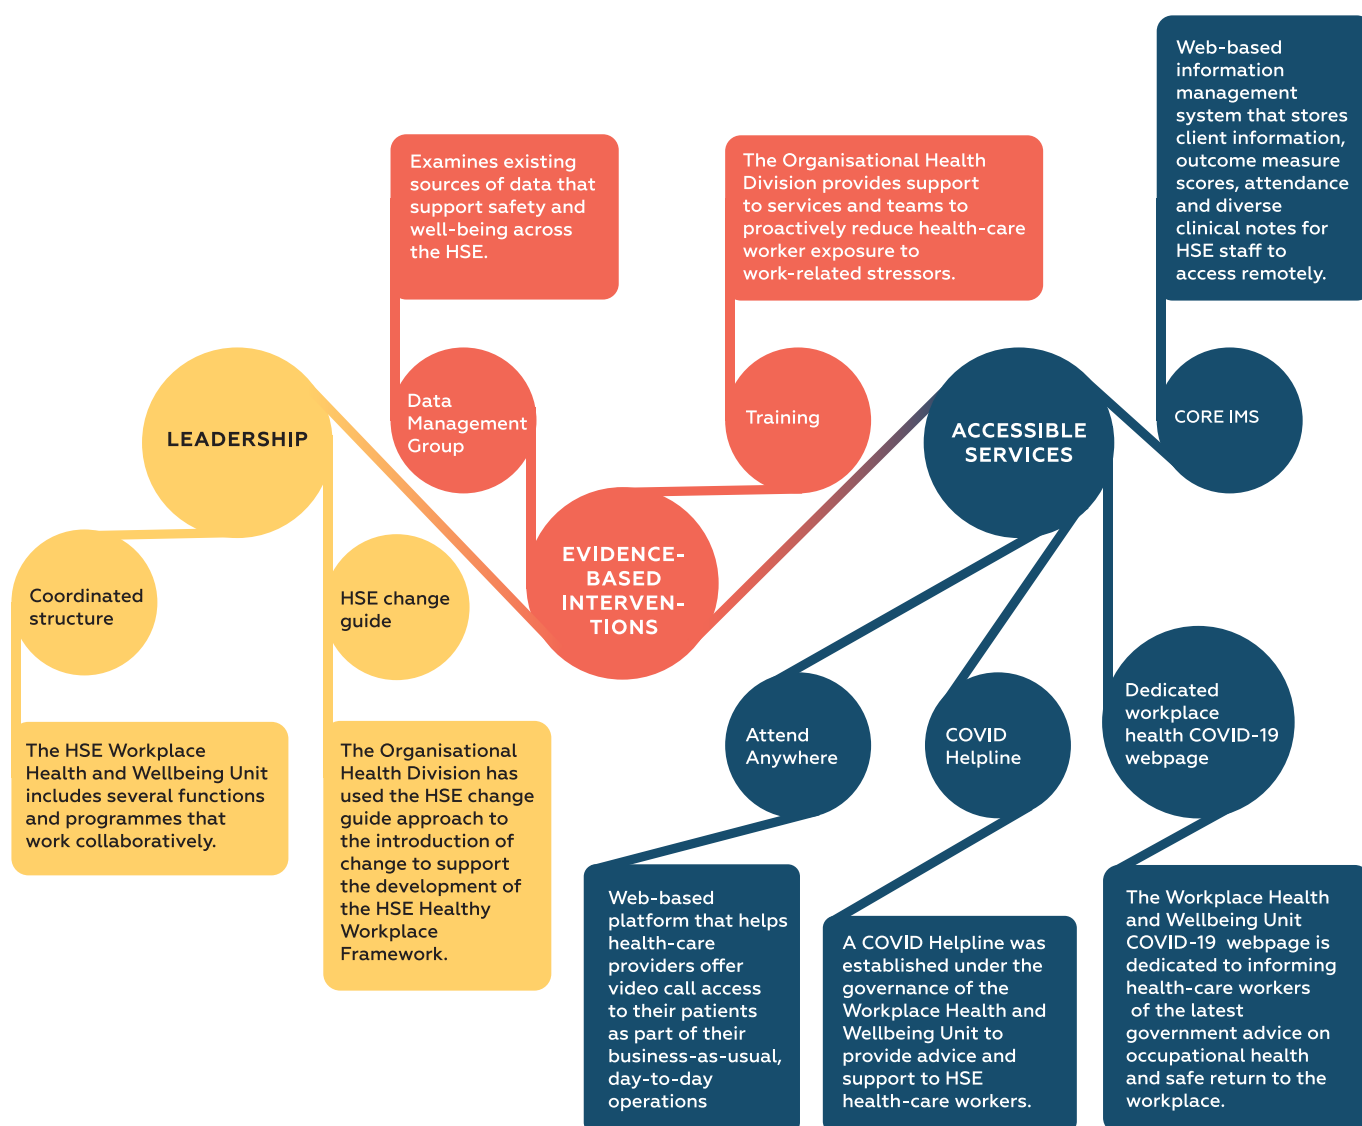 Web-based
information
management
system that stores
client information,
outcome measure
scores, attendance
and diverse
clinical notes for
HSE staff to
access remotely.
Examines existing
sources of data that
support safety and
well-being across
the HSE.
The Organisational Health
Division provides support
to services and teams to
proactively reduce health-care
worker exposure to
work-related stressors.
LEADERSHIP
Data
Management
Group
Training
ACCESSIBLE
SERVICES
CORE IMS
EVIDENCE-
BASED
INTERVEN-
TIONS
Coordinated
structure
HSE change
guide
Attend
Anywhere
COVID
Helpline
Dedicated
workplace
health COVID-19
webpage
The HSE Workplace
Health and Wellbeing Unit
includes several functions
and programmes that
work collaboratively.
The Organisational
Health Division has
used the HSE change
guide approach to
the introduction of
change to support
the development of
the HSE Healthy
Workplace
Framework.
Web-based
platform that helps
health-care
providers offer
video call access
to their patients
as part of their
business-as-usual,
day-to-day
operations
A COVID Helpline was
established under the
governance of the
Workplace Health and
Wellbeing Unit to
provide advice and
support to HSE
health-care workers.
The Workplace Health
and Wellbeing Unit
COVID-19 webpage is
dedicated to informing
health-care workers
of the latest
government advice on
occupational health
and safe return to the
workplace.